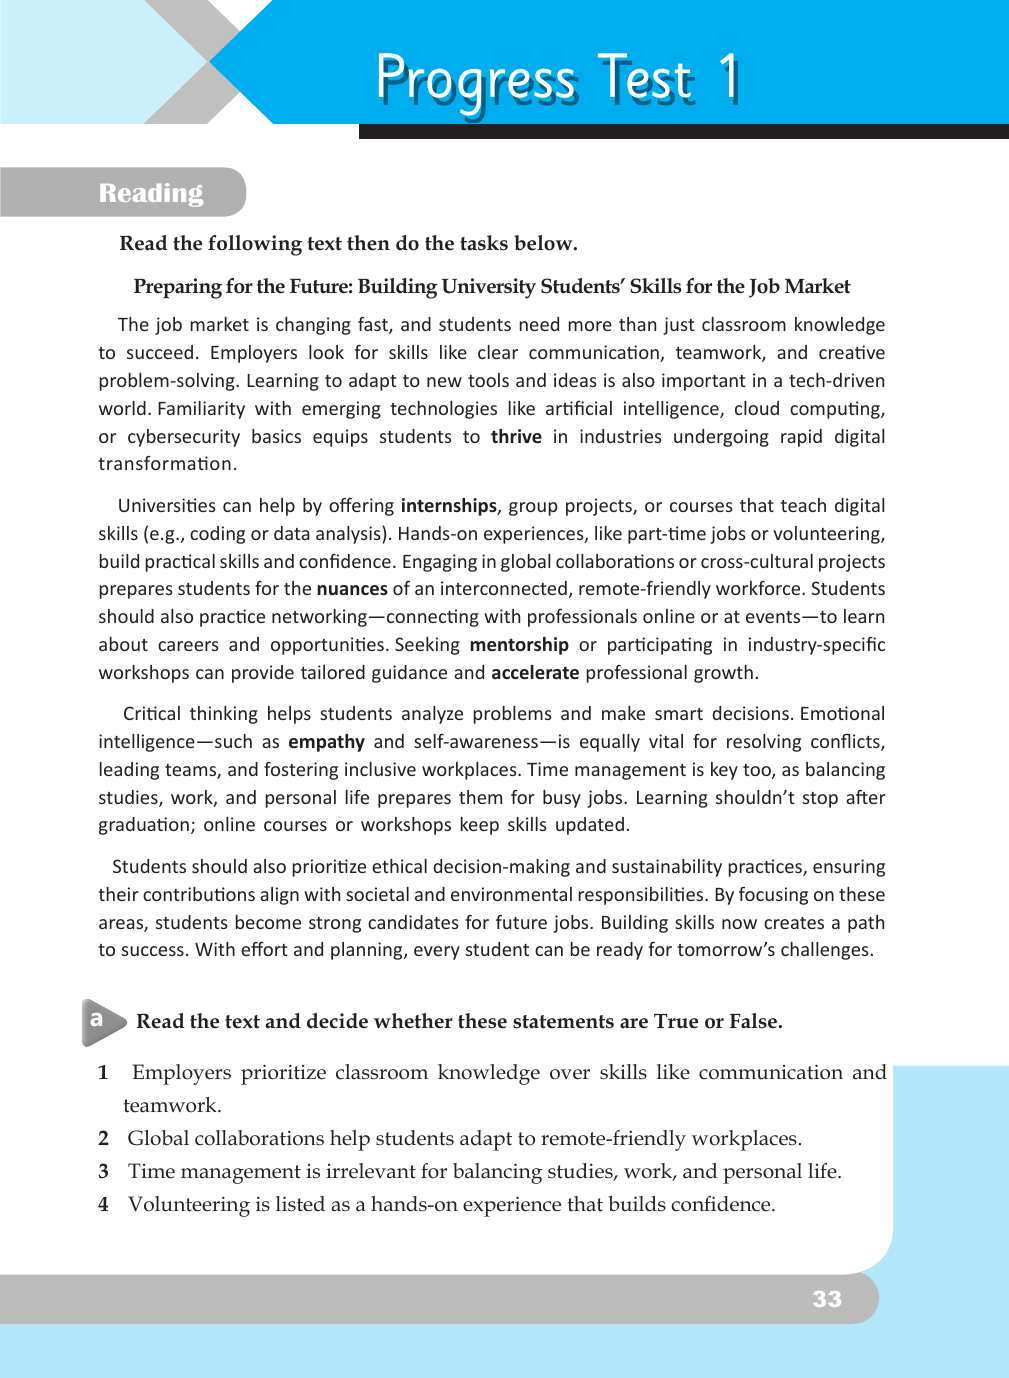 Progress Test 1
Reading
Read the following text then do the tasks below.
Preparing for the Future: Building University Students’ Skills for the Job Market
The job market is changing fast, and students need more than just classroom knowledge
to succeed. Employers look for skills like clear communication, teamwork, and creative
problem-solving. Learning to adapt to new tools and ideas is also important in a tech-driven
world. Familiarity with emerging technologies like artificial intelligence, cloud computing,
or cybersecurity basics equips students to thrive in industries undergoing rapid digital
transformation.
Universities can help by offering internships, group projects, or courses that teach digital
skills (e.g., coding or data analysis). Hands-on experiences, like part-time jobs or volunteering,
build practical skills and confidence. Engaging in global collaborations or cross-cultural projects
prepares students for the nuances of an interconnected, remote-friendly workforce. Students
should also practice networking—connecting with professionals online or at events—to learn
about careers and opportunities. Seeking mentorship or participating in industry-specific
workshops can provide tailored guidance and accelerate professional growth.
Critical thinking helps students analyze problems and make smart decisions. Emotional
intelligence—such as empathy and self-awareness—is equally vital for resolving conflicts,
leading teams, and fostering inclusive workplaces. Time management is key too, as balancing
studies, work, and personal life prepares them for busy jobs. Learning shouldn’t stop after
graduation; online courses or workshops keep skills updated.
Students should also prioritize ethical decision-making and sustainability practices, ensuring
their contributions align with societal and environmental responsibilities. By focusing on these
areas, students become strong candidates for future jobs. Building skills now creates a path
to success. With effort and planning, every student can be ready for tomorrow’s challenges.
a Read the text and decide whether these statements are True or False.
1 Employers prioritize classroom knowledge over skills like communication and
teamwork.
2 Global collaborations help students adapt to remote-friendly workplaces.
3 Time management is irrelevant for balancing studies, work, and personal life.
4 Volunteering is listed as a hands-on experience that builds confidence.
33